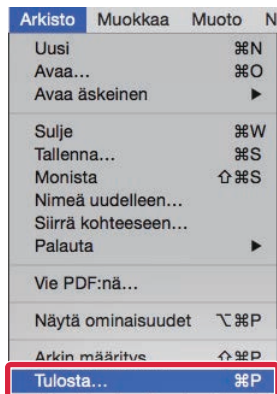 Arkisto Muokkaa Muoto N
Uusi ⌘N
Avaa... ⌘O
Avaa äskeinen ▶
Sulje ⌘W
Tallenna... ⌘S
Monista ⇧⌘S
Nimeä uudelleen...
Siirrä kohteeseen...
Palauta ▶
Vie PDF:nä...
Näytä ominaisuudet ⌥⌘P
Arkin määritys ⇧⌘P
Tulosta... ⌘P